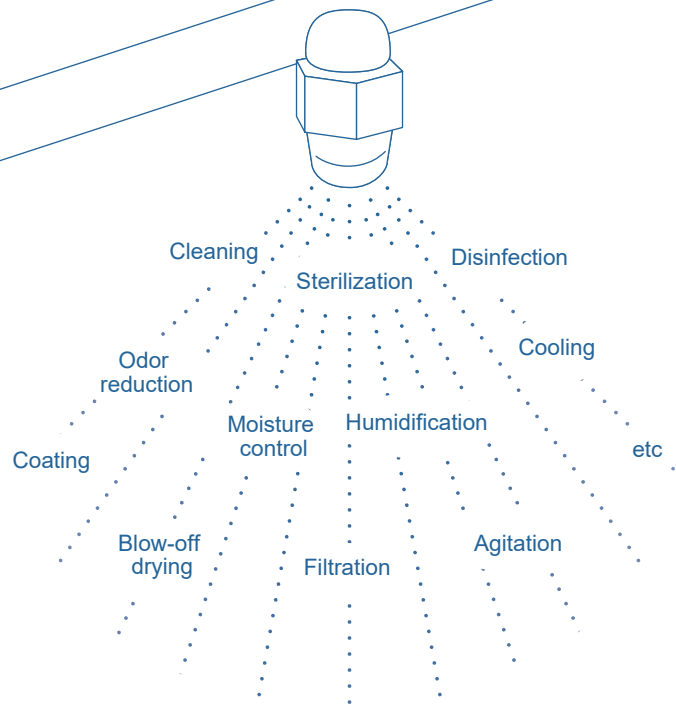 Cleaning
Disinfection
Sterilization
Cooling
Odor
reduction
Moisture
control
Humidification
Coating
etc
Blow-off
drying
Agitation
Filtration